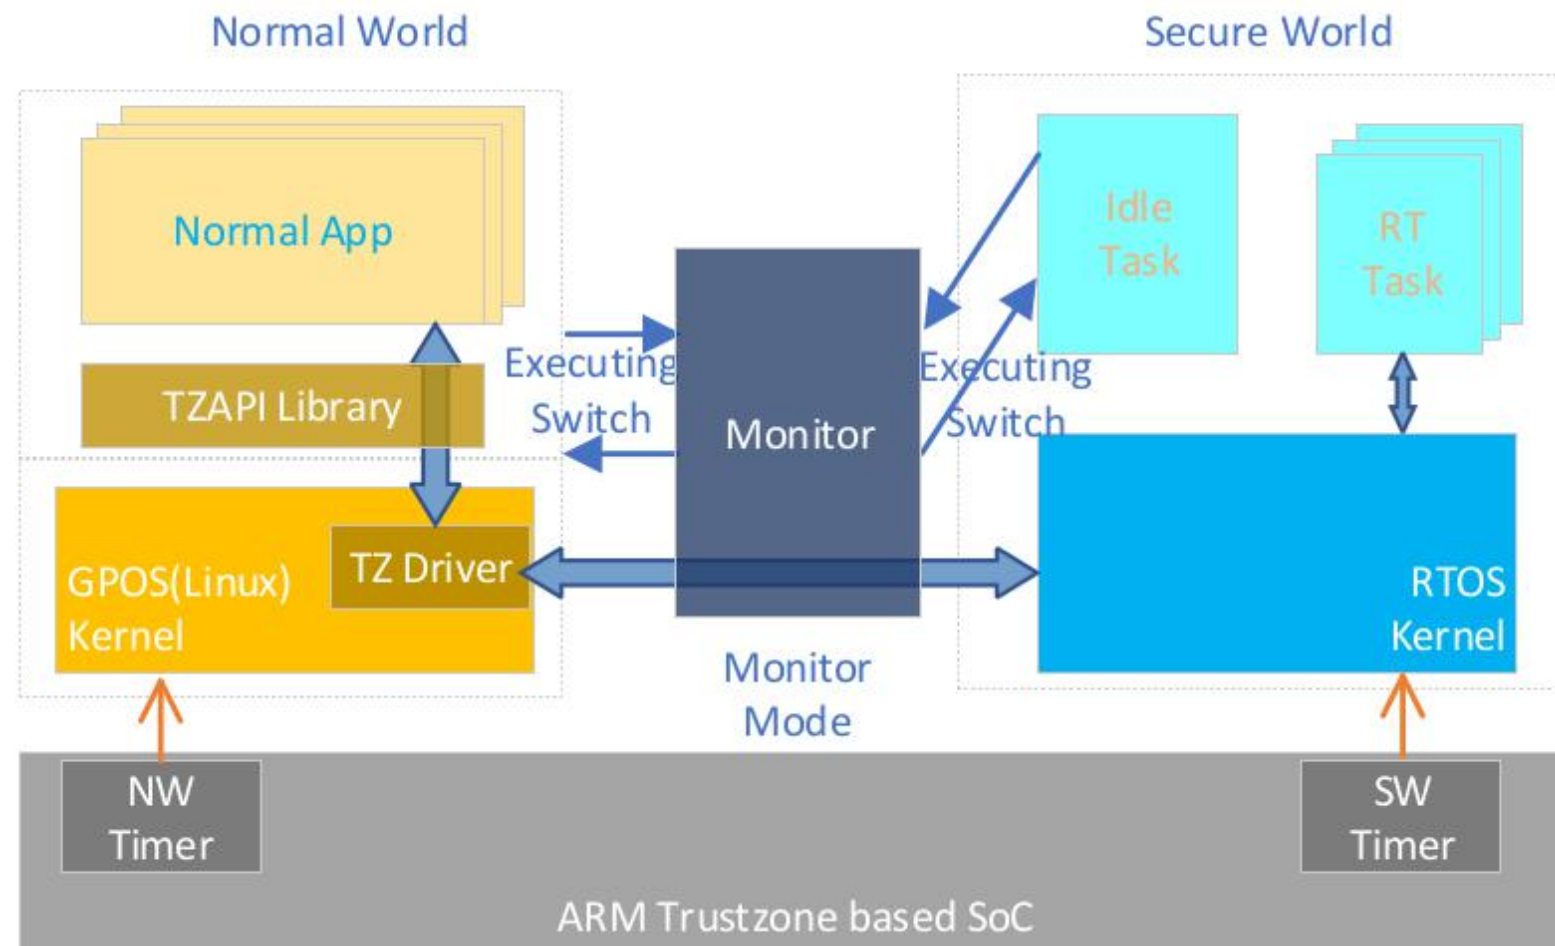 Normal World
Secure World
Normal App
TZAPI Library
GPOS(Linux)
Kernel
TZ Driver
Executing
Switch
Monitor
Executing
Switch
Idle
Task
RT
Task
RTOS
Kernel
Monitor
Mode
NW
Timer
SW
Timer
ARM Trustzone based SoC